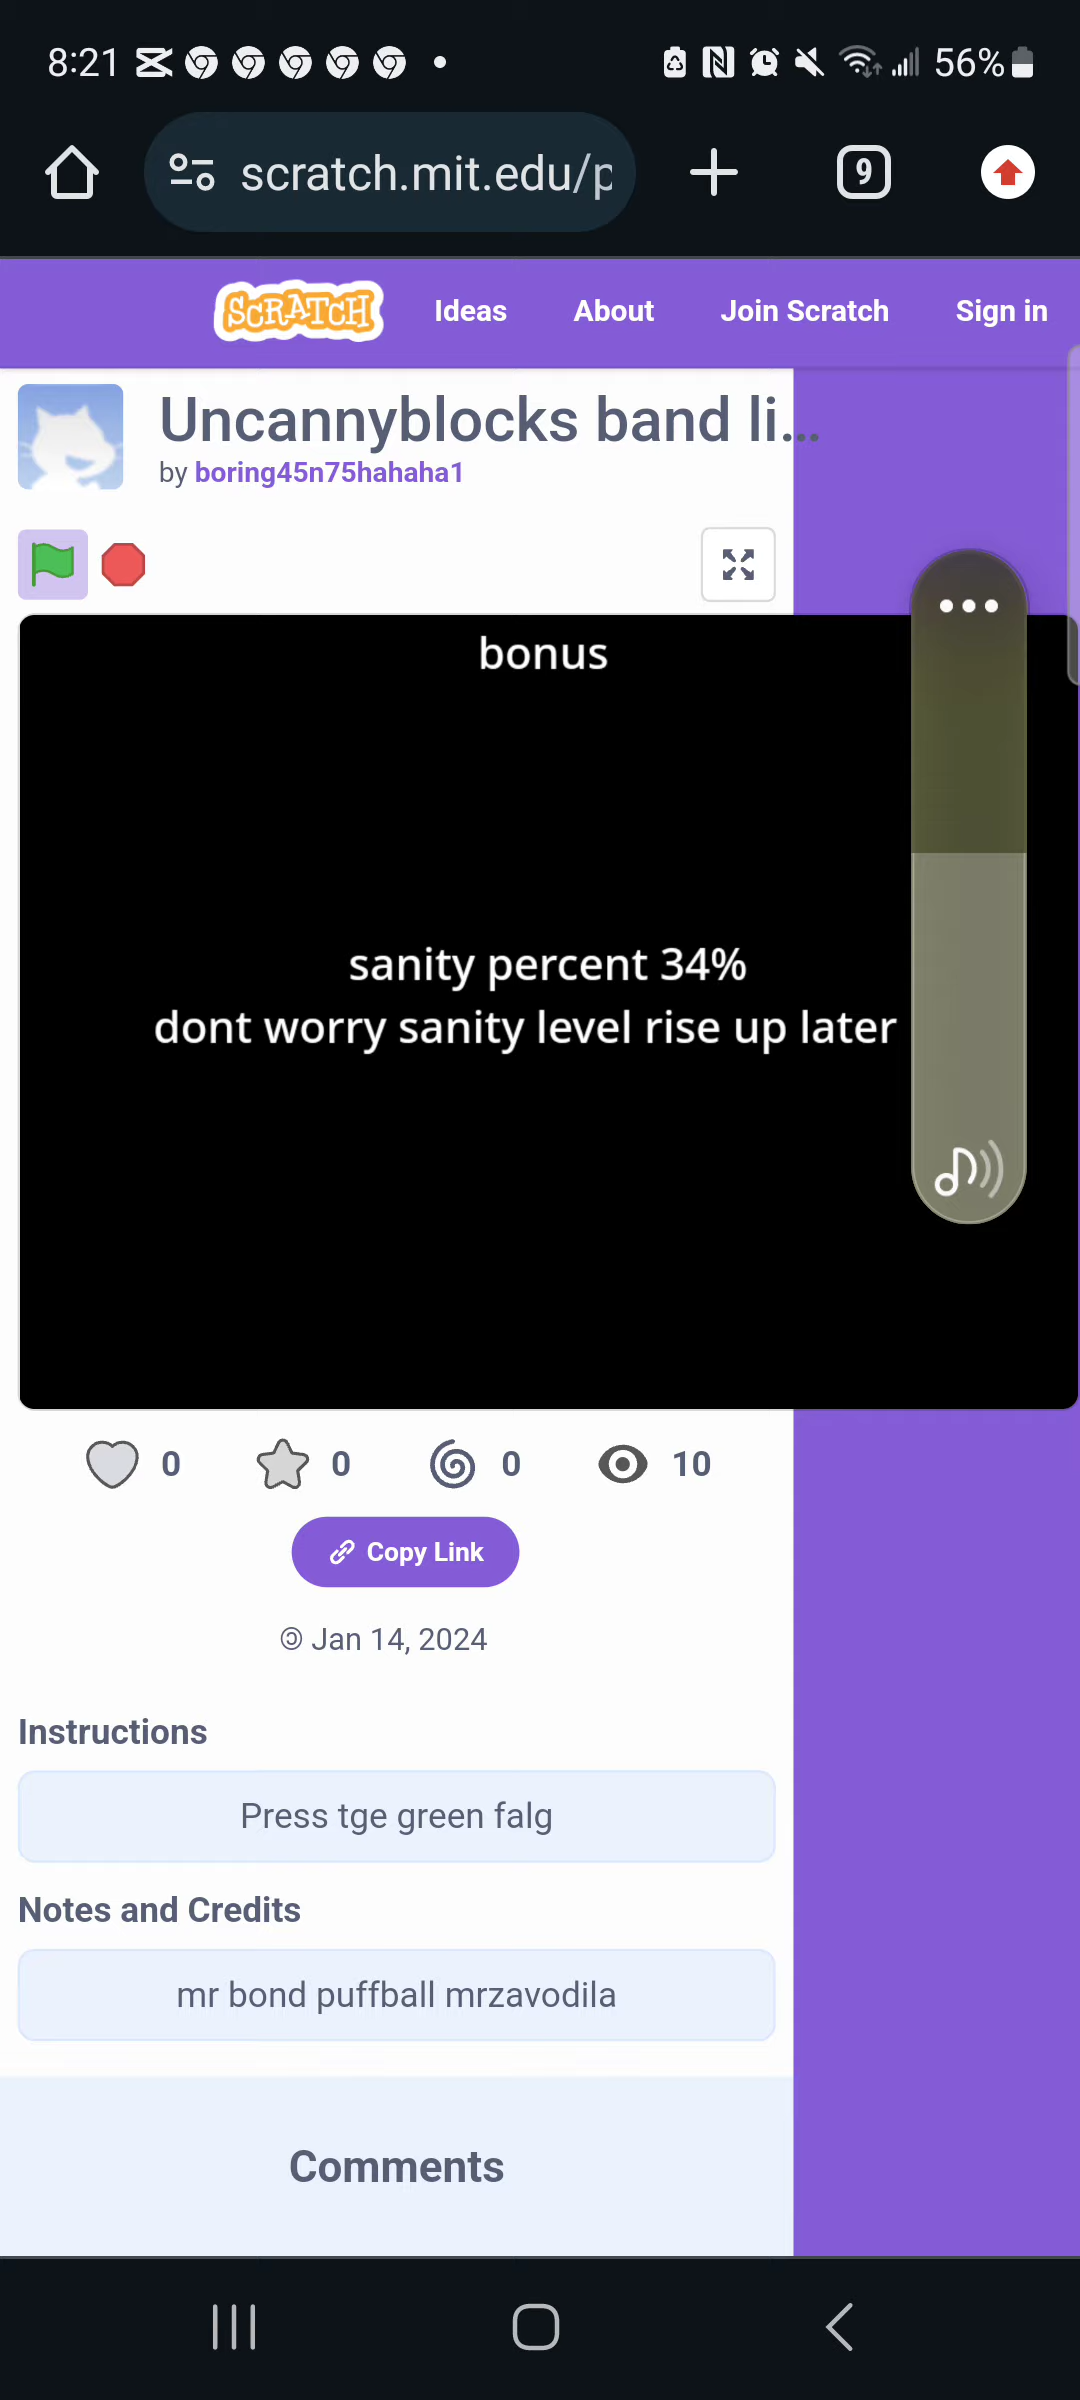 8:21
56%
scratch.mit.edu/p
9
SCRATCH
Ideas
About
Join Scratch
Sign in
Uncannyblocks band li...
by boring45n75hahaha1
bonus
sanity percent 34%
dont worry sanity level rise up later
0
0
0
10
Copy Link
Jan 14, 2024
Instructions
Press tge green falg
Notes and Credits
mr bond puffball mrzavodila
Comments